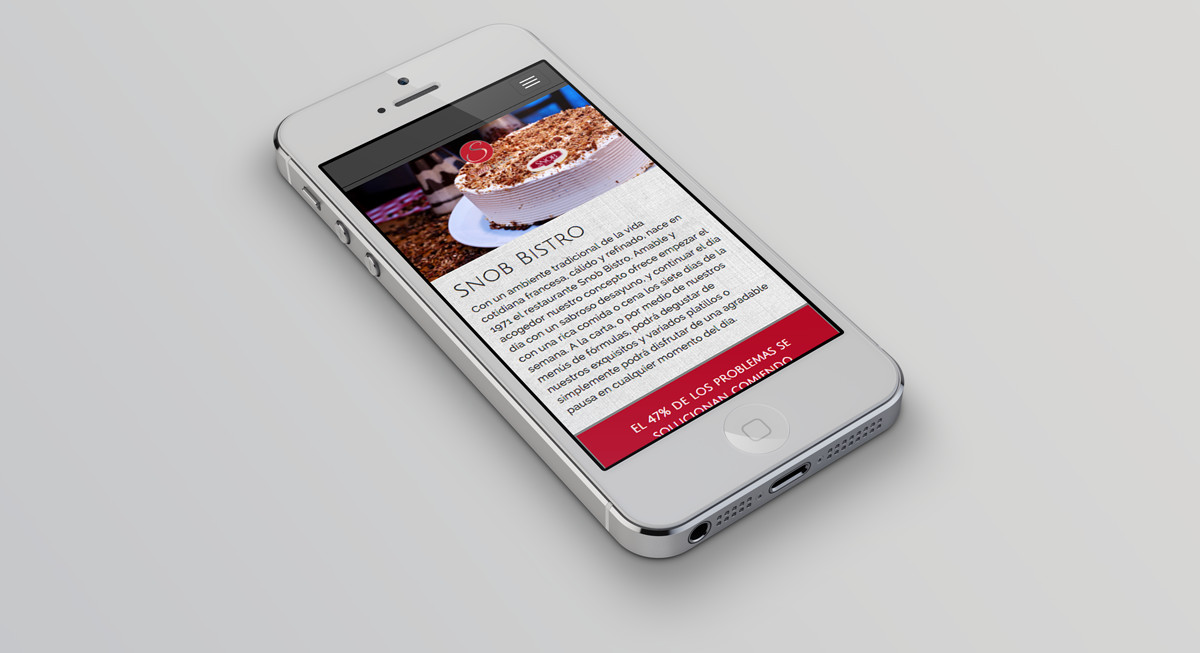 S
SNOB
SNOB BISTRO
Con un ambiente tradicional de la vida
cotidiana francesa, cálido y refinado, nace en
1971 el restaurante Snob Bistro. Amable y
acogedor nuestro concepto ofrece empezar el
día con un sabroso desayuno, y continuar el día
con una rica comida o cena los siete días de la
semana. A la carta, o por medio de nuestros
menús de fórmulas, podrá degustar de
nuestros exquisitos y variados platillos o
simplemente podrá disfrutar de una agradable
pausa en cualquier momento del día.
EL 47% DE LOS PROBLEMAS SE
SOLUCIONAN COMIENDO